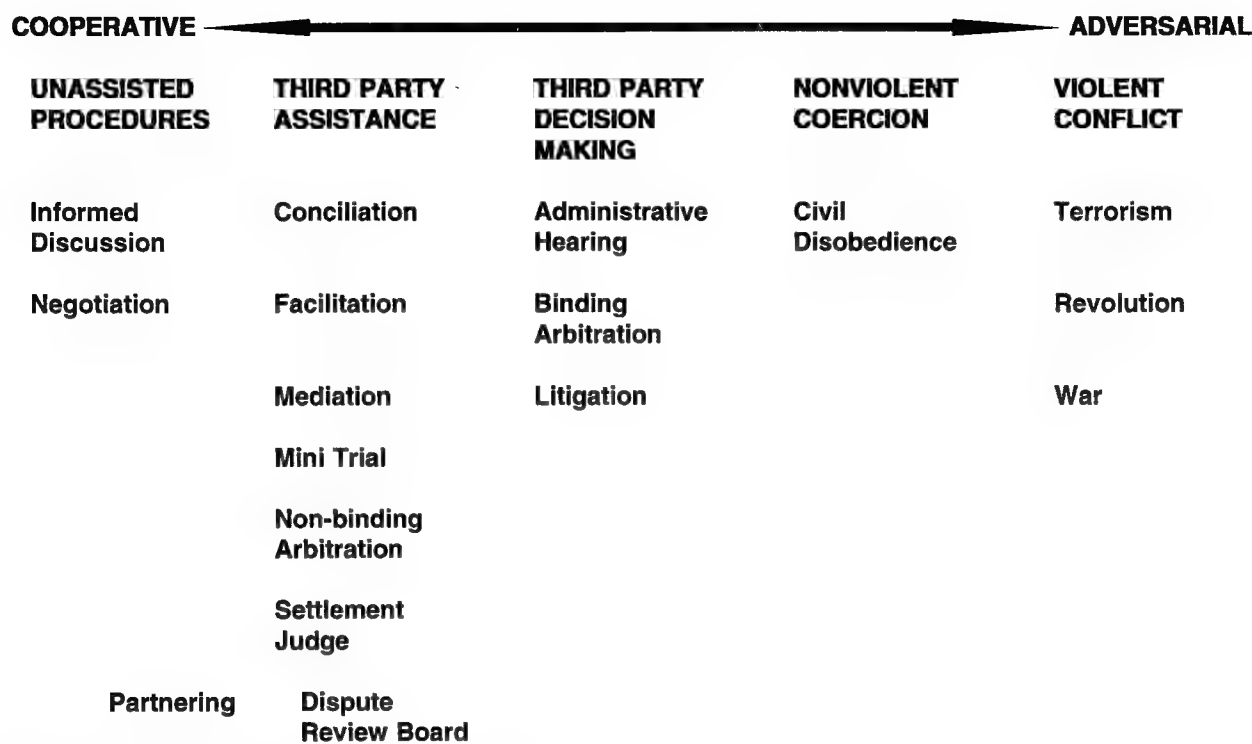 COOPERATIVE ADVERSARIAL
UNASSISTED THIRD PARTY THIRD PARTY NONVIOLENT VIOLENT
PROCEDURES ASSISTANCE DECISION COERCION CONFLICT
MAKING
Informed Conciliation Administrative Civil Terrorism
Discussion Hearing Disobedience
Negotiation Facilitation Binding Revolution
Arbitration
Mediation Litigation War
Mini Trial
Non-binding
Arbitration
Settlement
Judge
Partnering Dispute
Review Board